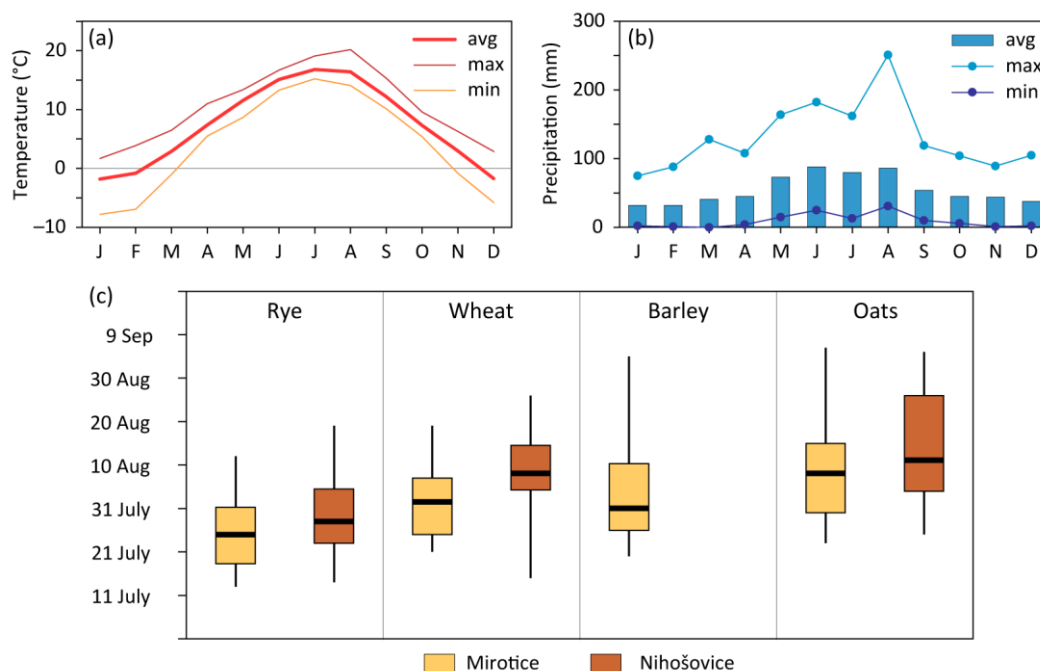 (a)
Temperature (°C)
20
10
0
–10
avg
max
min
J F M A M J J A S O N D
(b)
Precipitation (mm)
300
200
100
0
avg
max
min
J F M A M J J A S O N D
(c)
Rye Wheat Barley Oats
9 Sep
30 Aug
20 Aug
10 Aug
31 July
21 July
11 July
Mirotice Nihošovice